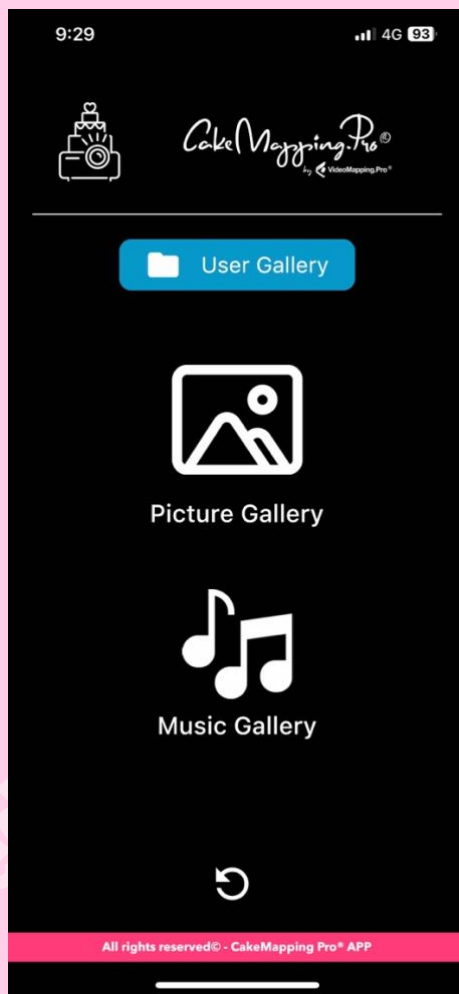 9:29 4G 93
CakeMapping.Pro®
by VideoMapping.Pro®
User Gallery
Picture Gallery
Music Gallery
All rights reserved© - CakeMapping Pro® APP